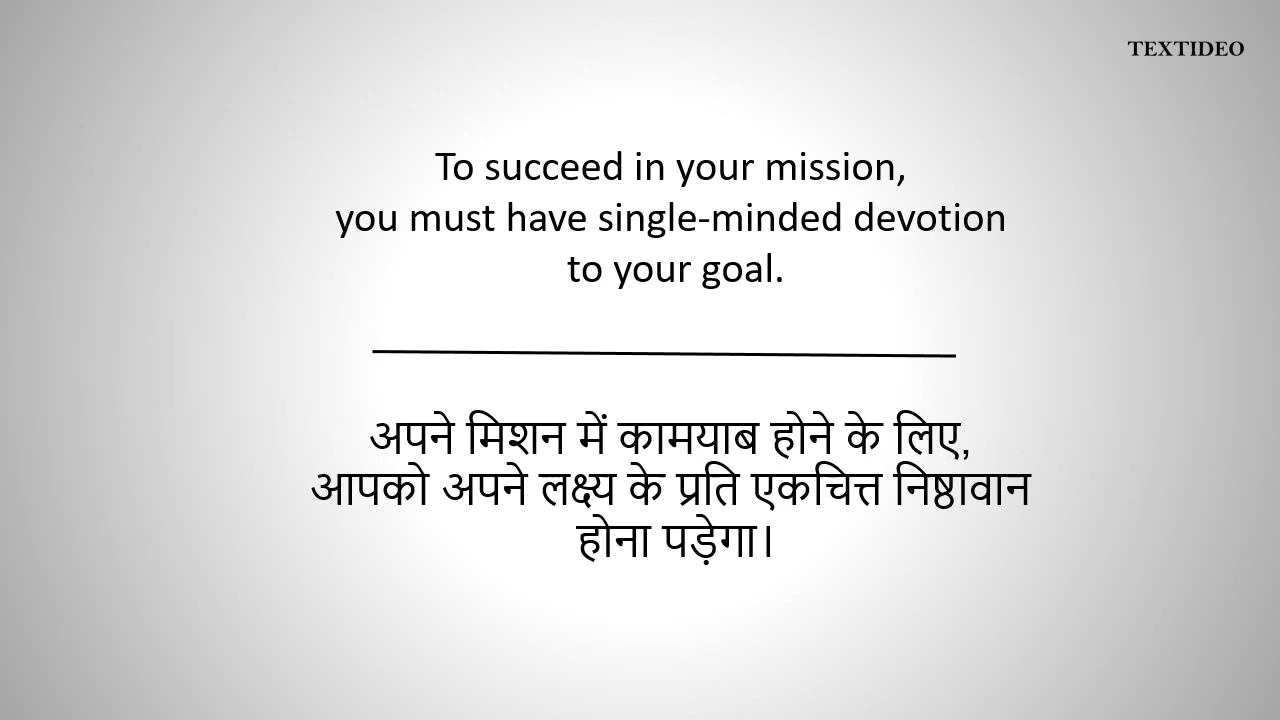 TEXTIDEO
To succeed in your mission,
you must have single-minded devotion
to your goal.
अपने मिशन में कामयाब होने के लिए,
आपको अपने लक्ष्य के प्रति एकचित्त निष्ठावान
होना पड़ेगा।